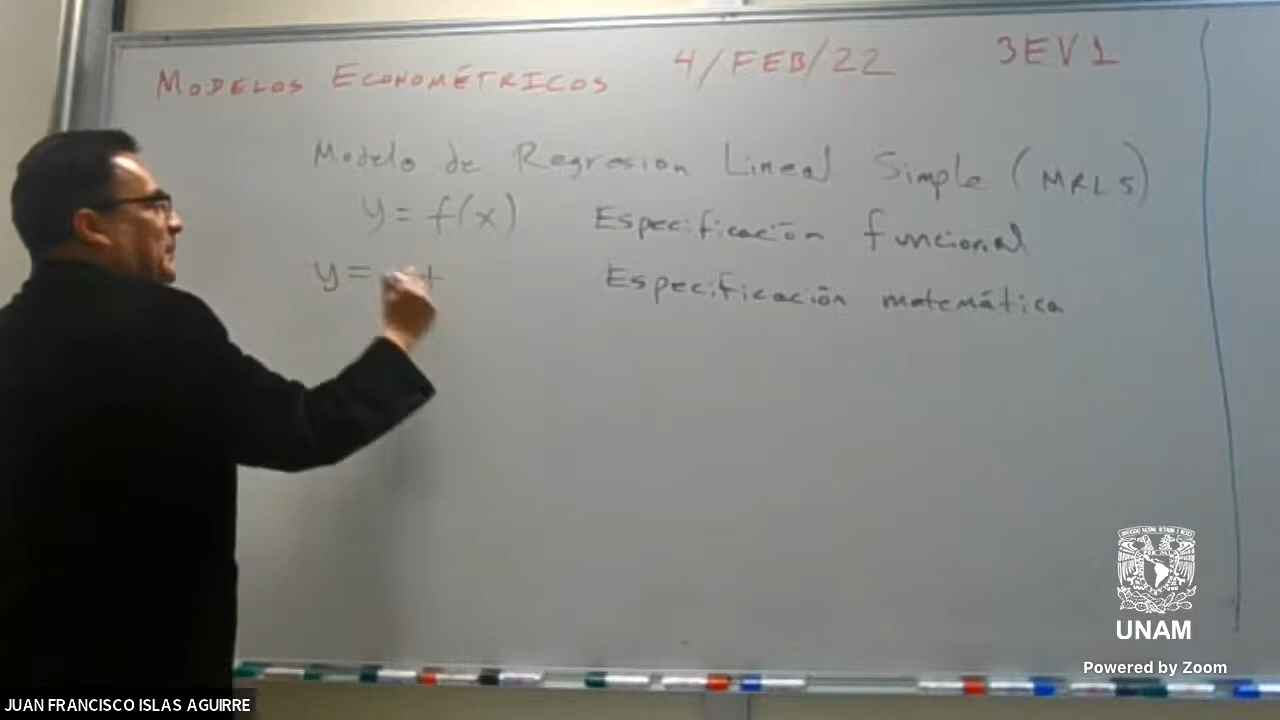 MODELOS ECONOMÉTRICOS 4/FEB/22 3EV1
Modelo de Regresion Lineal Simple (MRLS)
y = f(x) Especificación funcional
y = + Especificación matemática
UNAM
Powered by Zoom
JUAN FRANCISCO ISLAS AGUIRRE